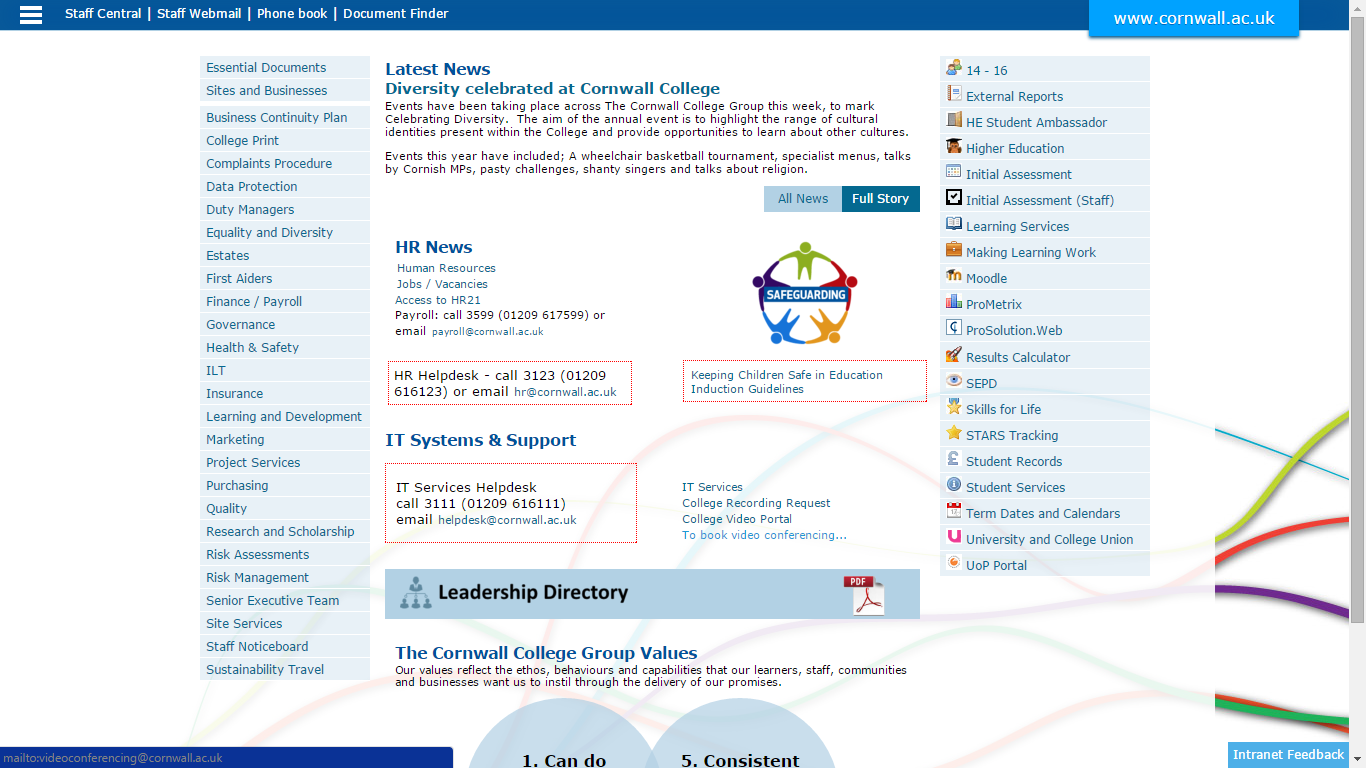 Staff Central | Staff Webmail | Phone book | Document Finder
www.cornwall.ac.uk
Essential Documents
Sites and Businesses
Business Continuity Plan
College Print
Complaints Procedure
Data Protection
Duty Managers
Equality and Diversity
Estates
First Aiders
Finance / Payroll
Governance
Health & Safety
ILT
Insurance
Learning and Development
Marketing
Project Services
Purchasing
Quality
Research and Scholarship
Risk Assessments
Risk Management
Senior Executive Team
Site Services
Staff Noticeboard
Sustainability Travel
Latest News
Diversity celebrated at Cornwall College
Events have been taking place across The Cornwall College Group this week, to mark
Celebrating Diversity. The aim of the annual event is to highlight the range of cultural
identities present within the College and provide opportunities to learn about other cultures.
Events this year have included; A wheelchair basketball tournament, specialist menus, talks
by Cornish MPs, pasty challenges, shanty singers and talks about religion.
All News
Full Story
HR News
Human Resources
Jobs / Vacancies
Access to HR21
Payroll: call 3599 (01209 617599) or
email payroll@cornwall.ac.uk
HR Helpdesk - call 3123 (01209
616123) or email hr@cornwall.ac.uk
SAFEGUARDING
Keeping Children Safe in Education
Induction Guidelines
IT Systems & Support
IT Services Helpdesk
call 3111 (01209 616111)
email helpdesk@cornwall.ac.uk
IT Services
College Recording Request
College Video Portal
To book video conferencing...
Leadership Directory
PDF
The Cornwall College Group Values
Our values reflect the ethos, behaviours and capabilities that our learners, staff, communities
and businesses want us to instil through the delivery of our promises.
1. Can do
5. Consistent
14 - 16
External Reports
HE Student Ambassador
Higher Education
Initial Assessment
Initial Assessment (Staff)
Learning Services
Making Learning Work
Moodle
ProMetrix
ProSolution.Web
Results Calculator
SEPD
Skills for Life
STARS Tracking
Student Records
Student Services
Term Dates and Calendars
University and College Union
UoP Portal
mailto:videoconferencing@cornwall.ac.uk
Intranet Feedback